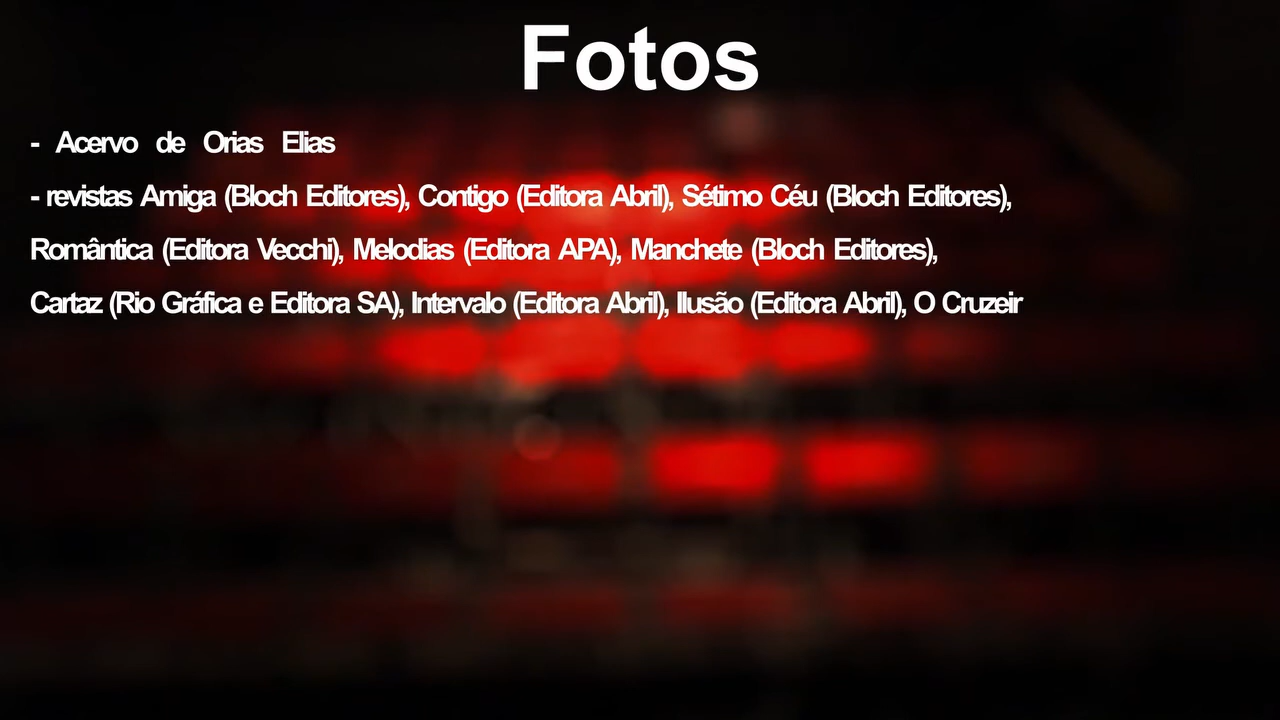 Fotos
- Acervo de Orias Elias
- revistas Amiga (Bloch Editores), Contigo (Editora Abril), Sétimo Céu (Bloch Editores),
Romântica (Editora Vecchi), Melodias (Editora APA), Manchete (Bloch Editores),
Cartaz (Rio Gráfica e Editora SA), Intervalo (Editora Abril), Ilusão (Editora Abril), O Cruzeir